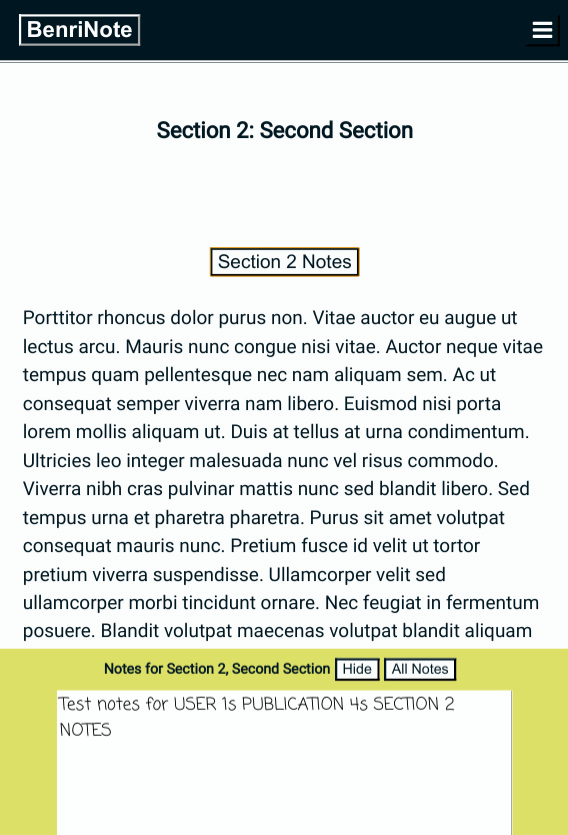 BenriNote
Section 2: Second Section
Section 2 Notes
Porttitor rhoncus dolor purus non. Vitae auctor eu augue ut
lectus arcu. Mauris nunc congue nisi vitae. Auctor neque vitae
tempus quam pellentesque nec nam aliquam sem. Ac ut
consequat semper viverra nam libero. Euismod nisi porta
lorem mollis aliquam ut. Duis at tellus at urna condimentum.
Ultricies leo integer malesuada nunc vel risus commodo.
Viverra nibh cras pulvinar mattis nunc sed blandit libero. Sed
tempus urna et pharetra pharetra. Purus sit amet volutpat
consequat mauris nunc. Pretium fusce id velit ut tortor
pretium viverra suspendisse. Ullamcorper velit sed
ullamcorper morbi tincidunt ornare. Nec feugiat in fermentum
posuere. Blandit volutpat maecenas volutpat blandit aliquam
Notes for Section 2, Second Section Hide All Notes
Test notes for USER 1s PUBLICATION 4s SECTION 2
NOTES